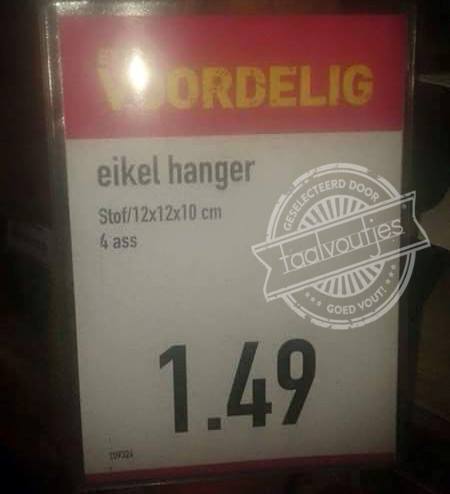 VOORDELIG
eikel hanger
Stof/12x12x10 cm
4 ass
GESELECTEERD DOOR
taalvoutjes
GOED VOUT!
1.49